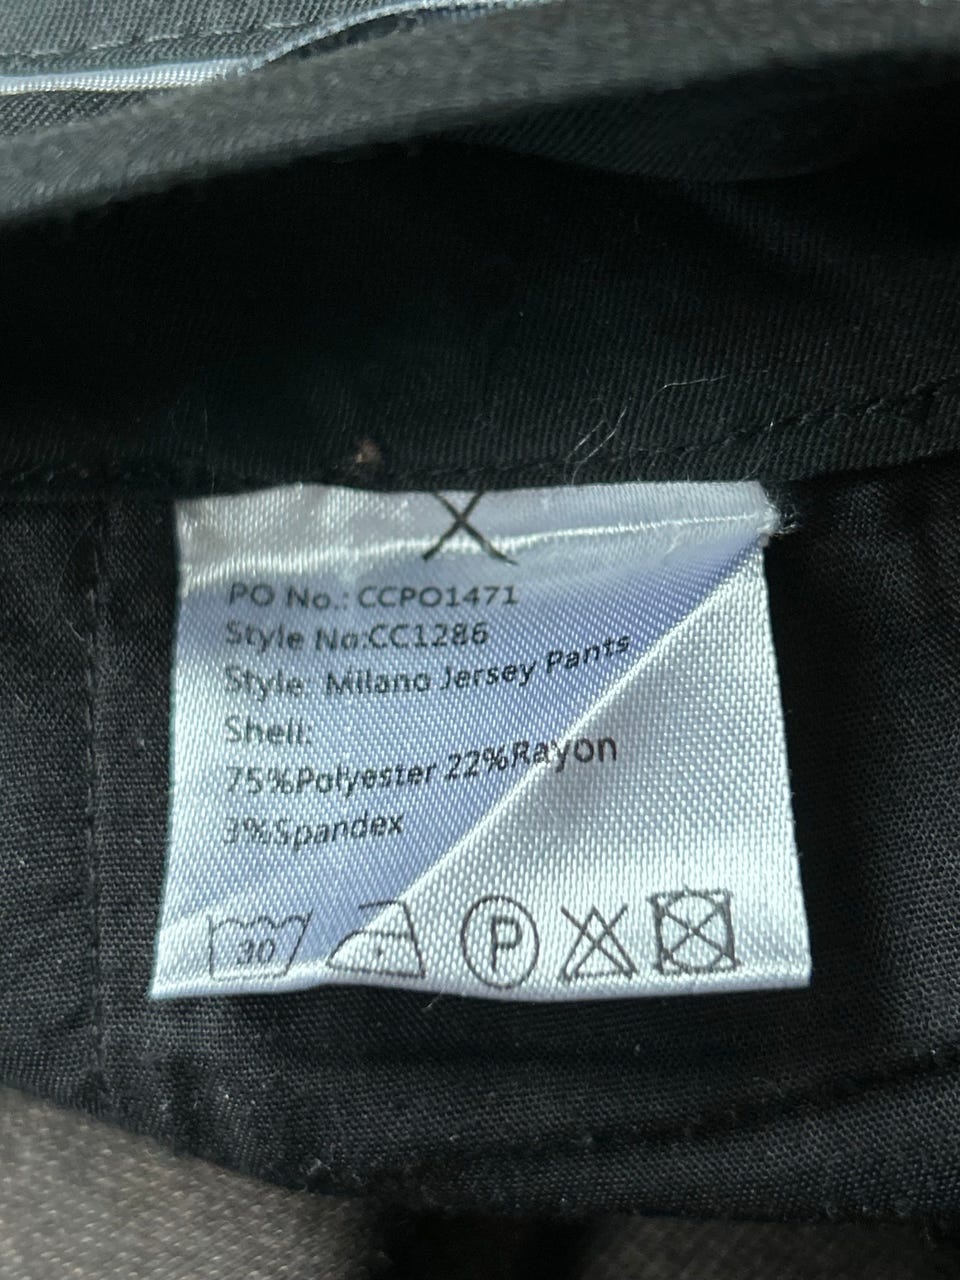 PO No.: CCPO1471
Style No:CC1286
Style: Milano Jersey Pants
Shell:
75%Polyester 22%Rayon
3%Spandex
30 P